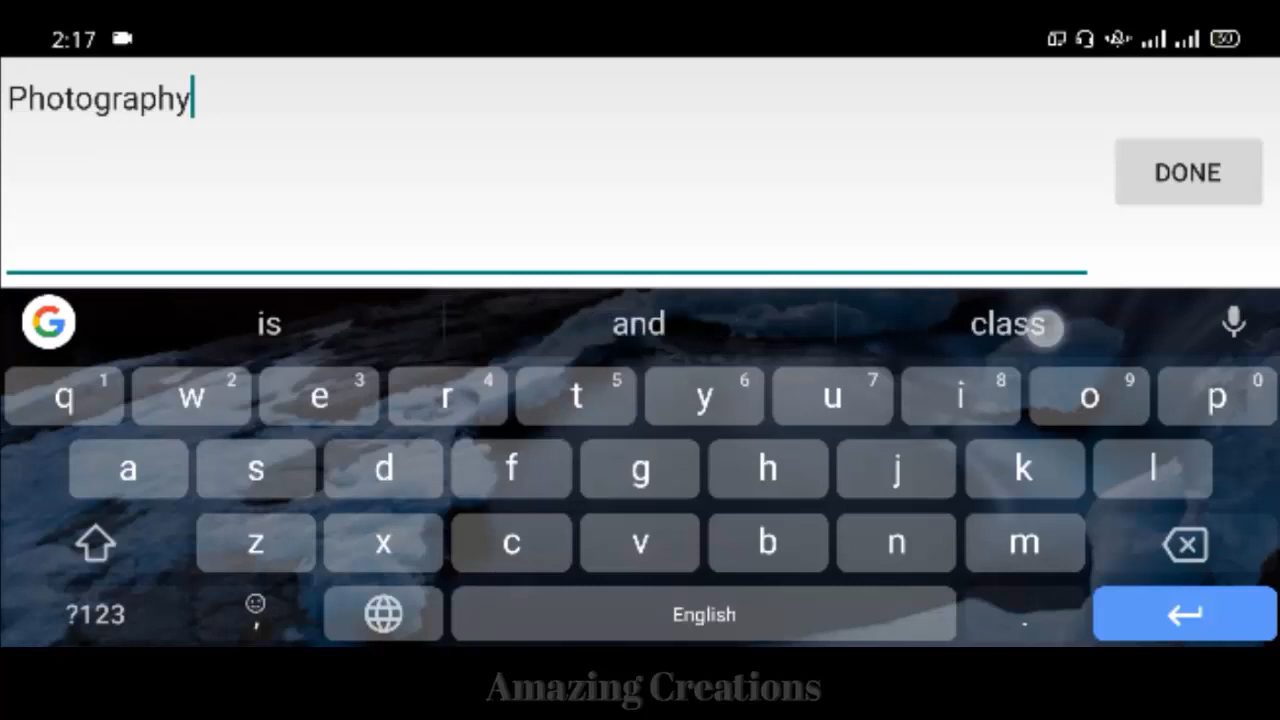 2:17 30
Photography
DONE
G is and class
q 1 w 2 e 3 r 4 t 5 y 6 u 7 i 8 o 9 p 0
a s d f g h j k l
z x c v b n m
?123 , English .
Amazing Creations